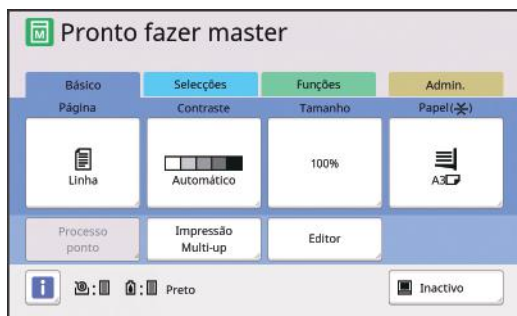 M Pronto fazer master
Básico Selecções Funções Admin.
Página Contraste Tamanho Papel( )
Linha Automático 100% A3
Processo ponto Impressão Multi-up Editor
i : : Preto Inactivo